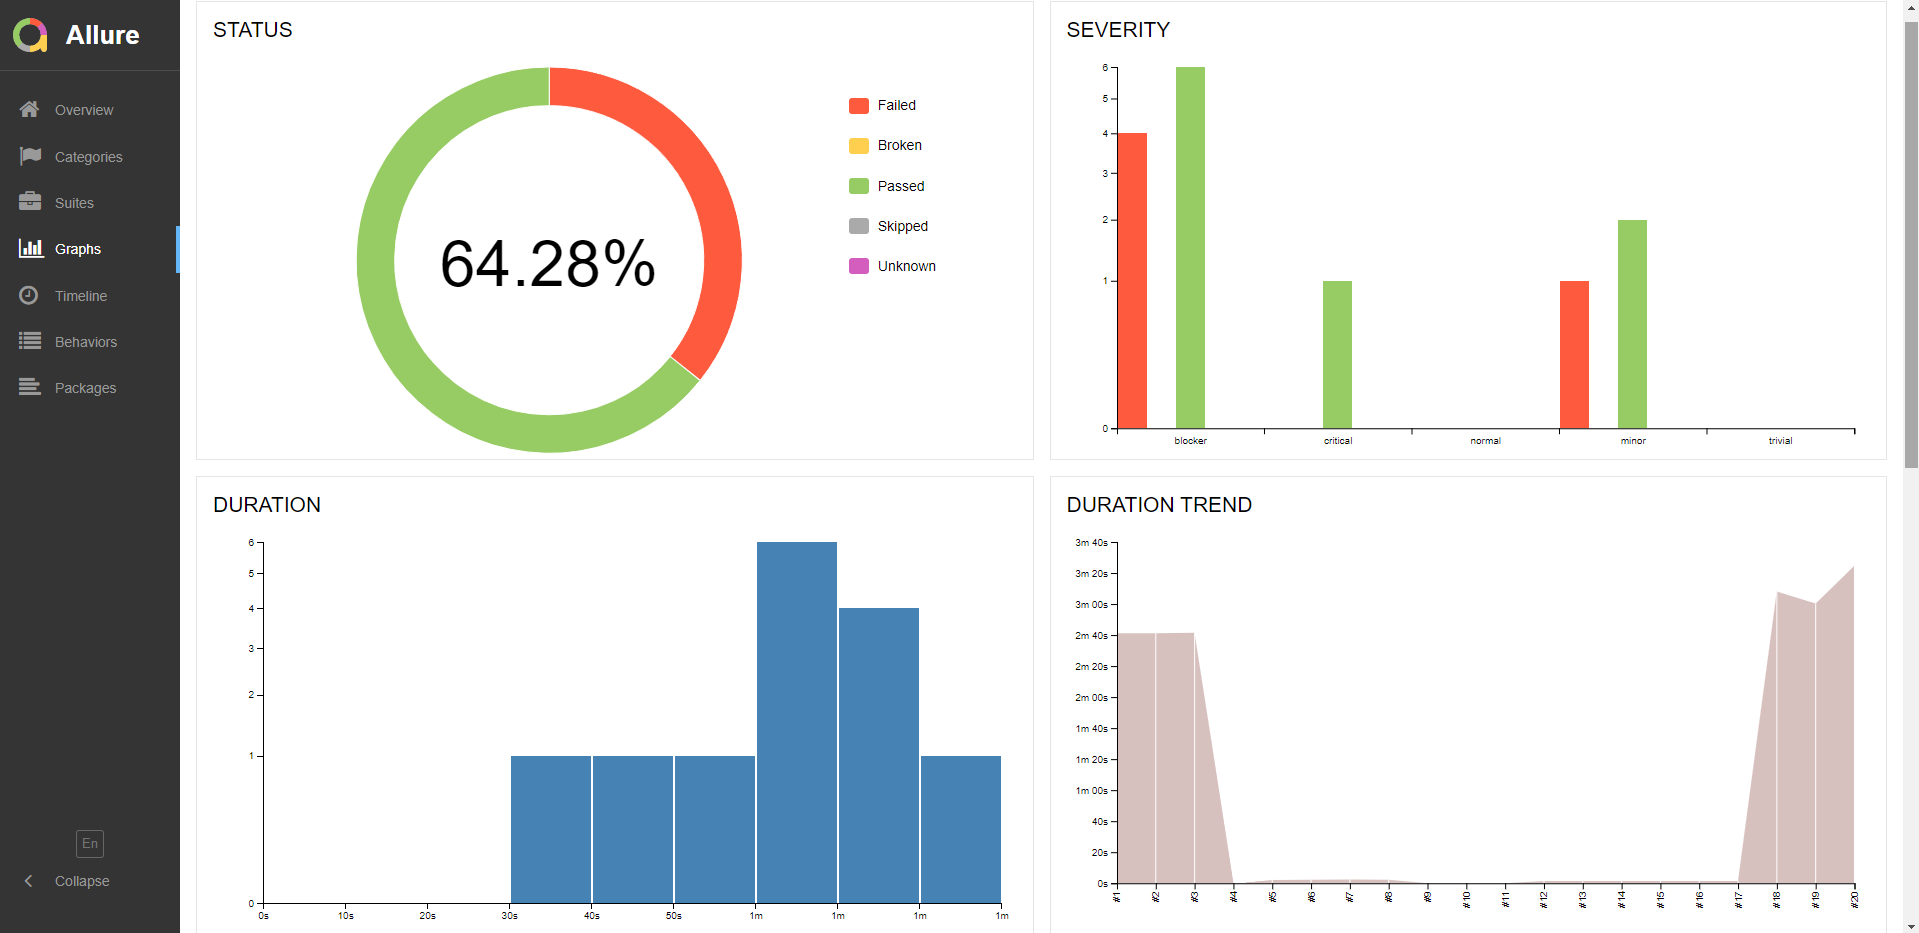 Allure
Overview
Categories
Suites
Graphs
Timeline
Behaviors
Packages
En
Collapse
STATUS
64.28%
Failed
Broken
Passed
Skipped
Unknown
SEVERITY
6
5
4
3
2
1
0
blocker critical normal minor trivial
DURATION
6
5
4
3
2
1
0
0s 10s 20s 30s 40s 50s 1m 1m 1m 1m
DURATION TREND
3m 40s
3m 20s
3m 00s
2m 40s
2m 20s
2m 00s
1m 40s
1m 20s
1m 00s
40s
20s
0s
#1 #2 #3 #4 #5 #6 #7 #8 #9 #10 #11 #12 #13 #14 #15 #16 #17 #18 #19 #20